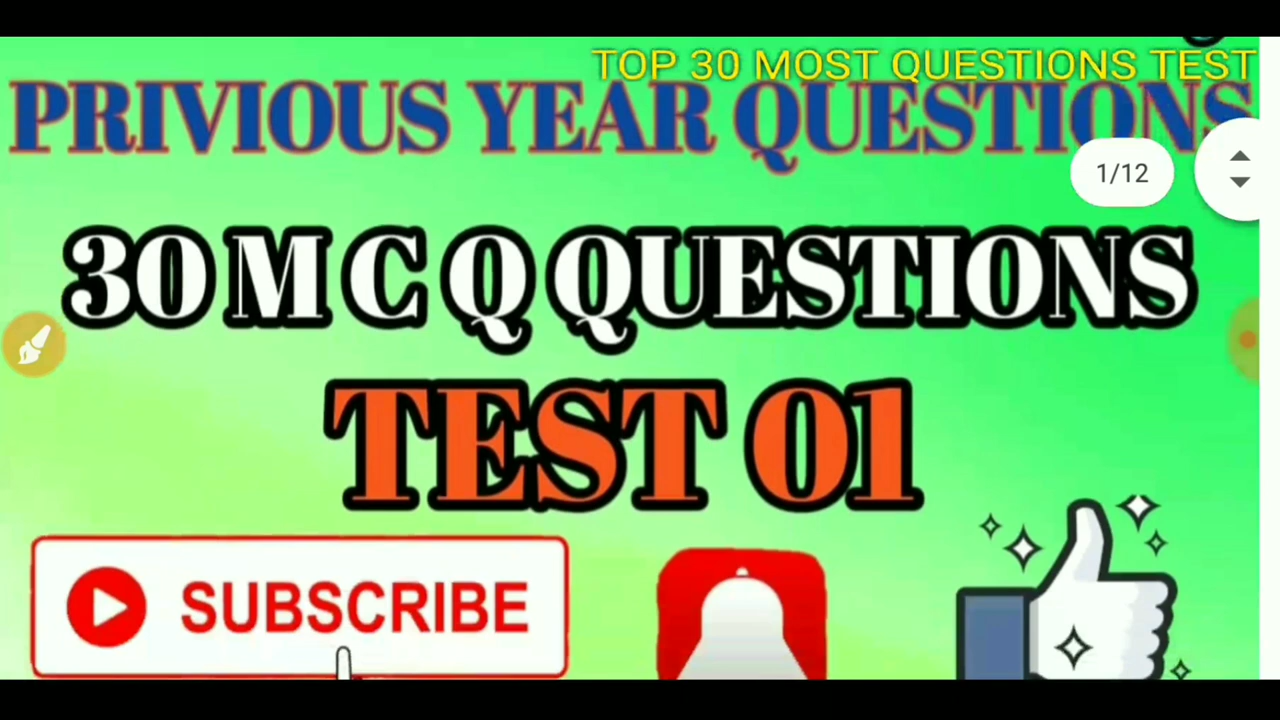 TOP 30 MOST QUESTIONS TEST
PRIVIOUS YEAR QUESTIONS
1/12
30 M C Q QUESTIONS
TEST 01
SUBSCRIBE